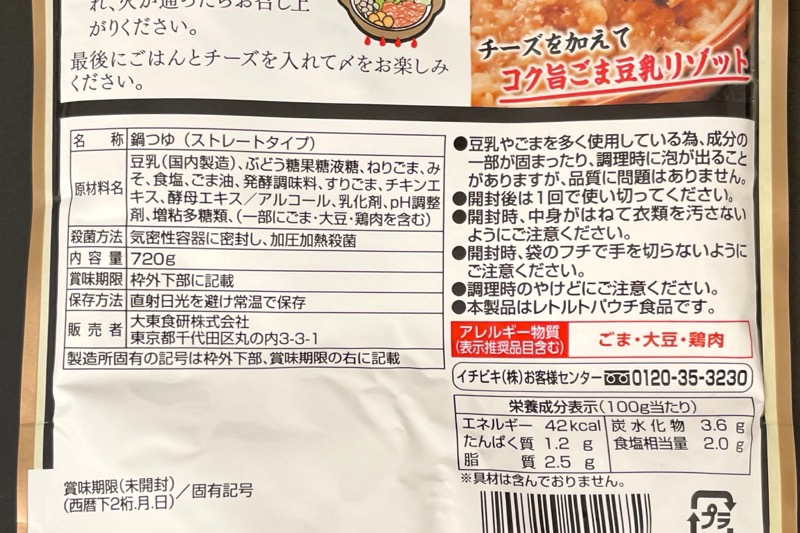 れ、火が通ったらお召し上
がりください。
最後にごはんとチーズを入れて〆をお楽しみ
ください。
チーズを加えて
コク旨ごま豆乳リゾット
名 称 鍋つゆ（ストレートタイプ）
原材料名 豆乳（国内製造）、ぶどう糖果糖液糖、ねりごま、み
そ、食塩、ごま油、発酵調味料、すりごま、チキンエ
キス、酵母エキス／アルコール、乳化剤、pH調整
剤、増粘多糖類、（一部にごま・大豆・鶏肉を含む）
殺菌方法 気密性容器に密封し、加圧加熱殺菌
内容量 720g
賞味期限 枠外下部に記載
保存方法 直射日光を避け常温で保存
販売者 大東食研株式会社
東京都千代田区丸の内3-3-1
製造所固有の記号は枠外下部、賞味期限の右に記載
賞味期限（未開封）
（西暦下2桁.月.日）／固有記号
●豆乳やごまを多く使用している為、成分の
一部が固まったり、調理時に泡が出ること
がありますが、品質に問題はありません。
●開封後は1回で使い切ってください。
●開封時、中身がはねて衣類を汚さない
ようにご注意ください。
●開封時、袋のフチで手を切らないように
ご注意ください。
●調理時のやけどにご注意ください。
●本製品はレトルトパウチ食品です。
アレルギー物質
（表示推奨品目含む）
ごま・大豆・鶏肉
イチビキ（株）お客様センター 0120-35-3230
栄養成分表示（100g当たり）
エネルギー 42kcal 炭水化物 3.6 g
たんぱく質 1.2 g 食塩相当量 2.0 g
脂質 2.5 g
※具材は含んでおりません。
プラ